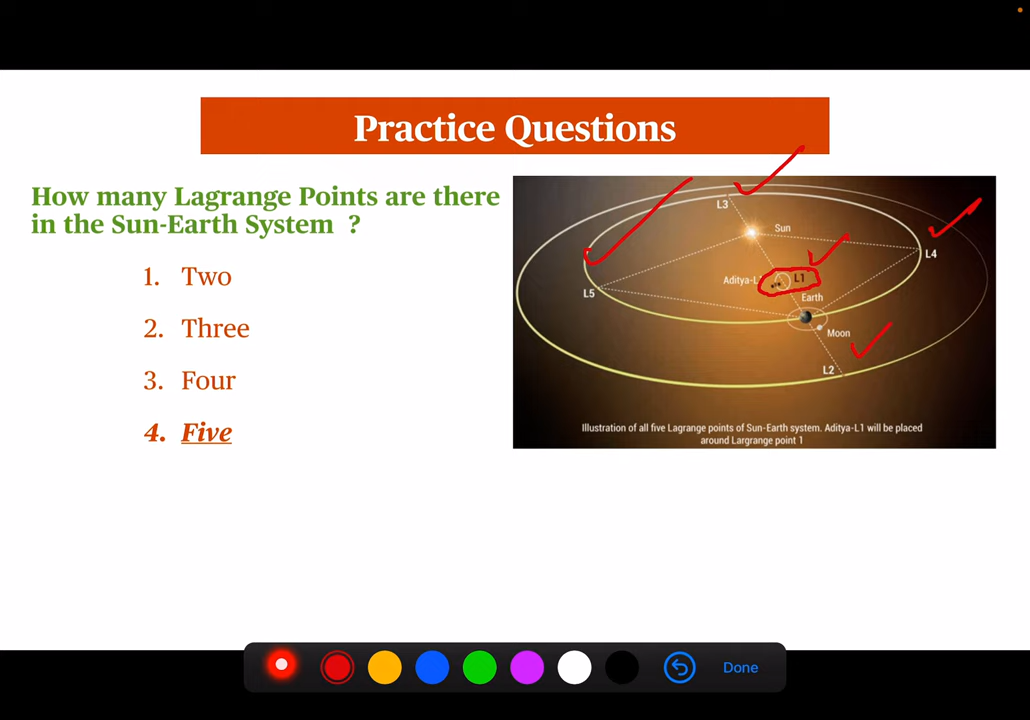 Practice Questions
How many Lagrange Points are there
in the Sun-Earth System ?
1. Two
2. Three
3. Four
4. Five
L3
Sun
L4
Aditya-L
L1
L5
Earth
Moon
L2
Illustration of all five Lagrange points of Sun-Earth system. Aditya-L1 will be placed
around Largrange point 1
Done